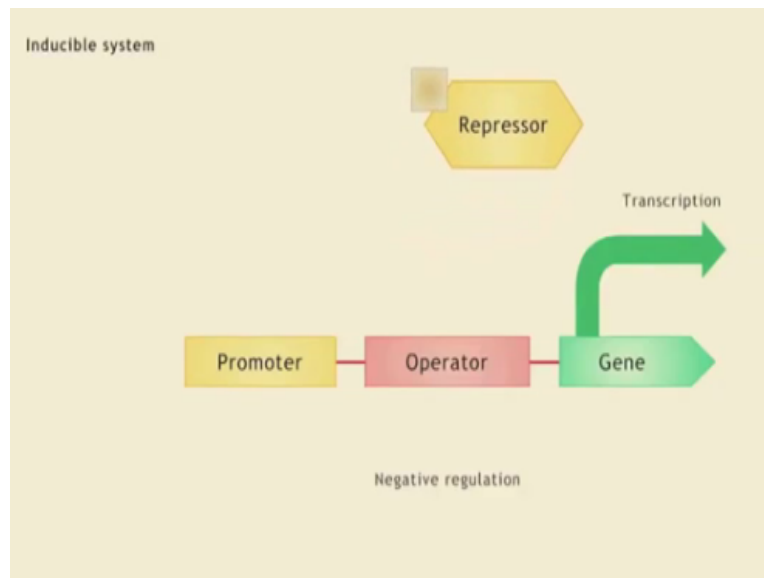 Inducible system
Repressor
Transcription
Promoter
Operator
Gene
Negative regulation